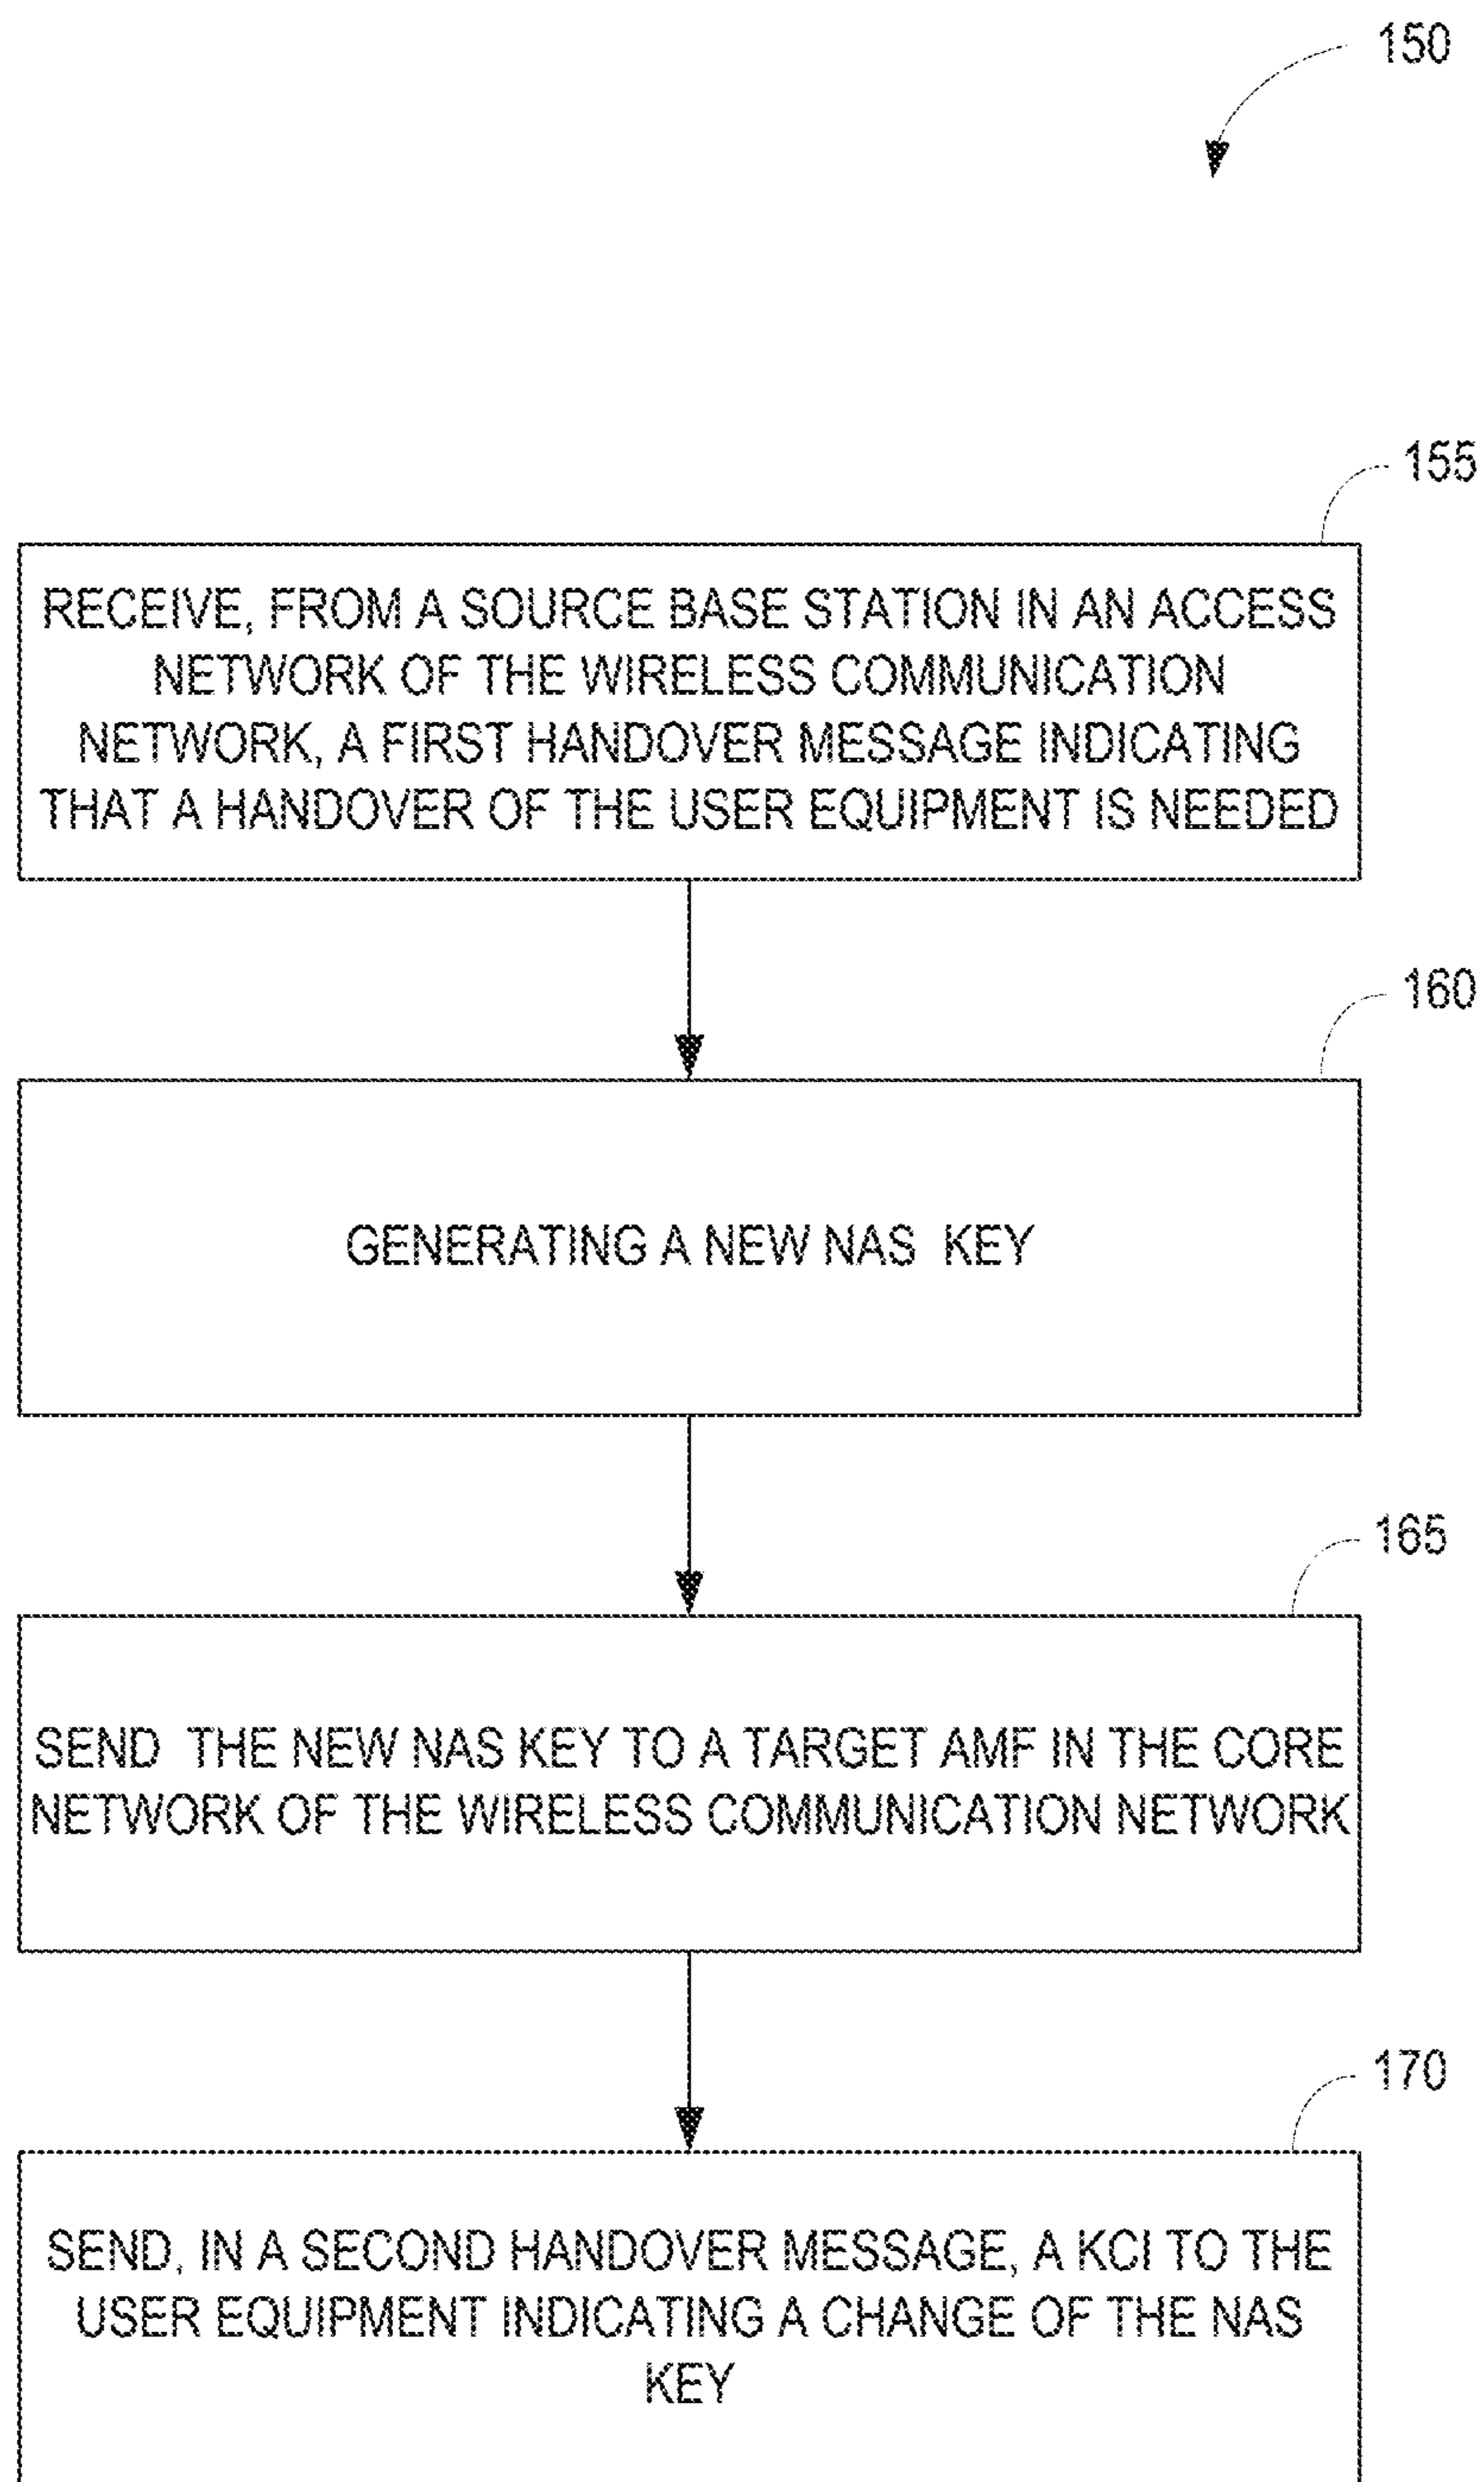 150
155
RECEIVE, FROM A SOURCE BASE STATION IN AN ACCESS
NETWORK OF THE WIRELESS COMMUNICATION
NETWORK, A FIRST HANDOVER MESSAGE INDICATING
THAT A HANDOVER OF THE USER EQUIPMENT IS NEEDED
160
GENERATING A NEW NAS KEY
165
SEND THE NEW NAS KEY TO A TARGET AMF IN THE CORE
NETWORK OF THE WIRELESS COMMUNICATION NETWORK
170
SEND, IN A SECOND HANDOVER MESSAGE, A KCI TO THE
USER EQUIPMENT INDICATING A CHANGE OF THE NAS
KEY